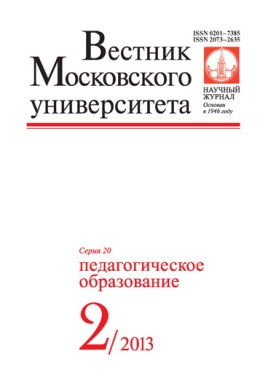 Вестник
Московского
университета
ISSN 0201–7385
ISSN 2073–2635
НАУЧНЫЙ
ЖУРНАЛ
Основан
в 1946 году
Серия 20
педагогическое
образование
2/2013